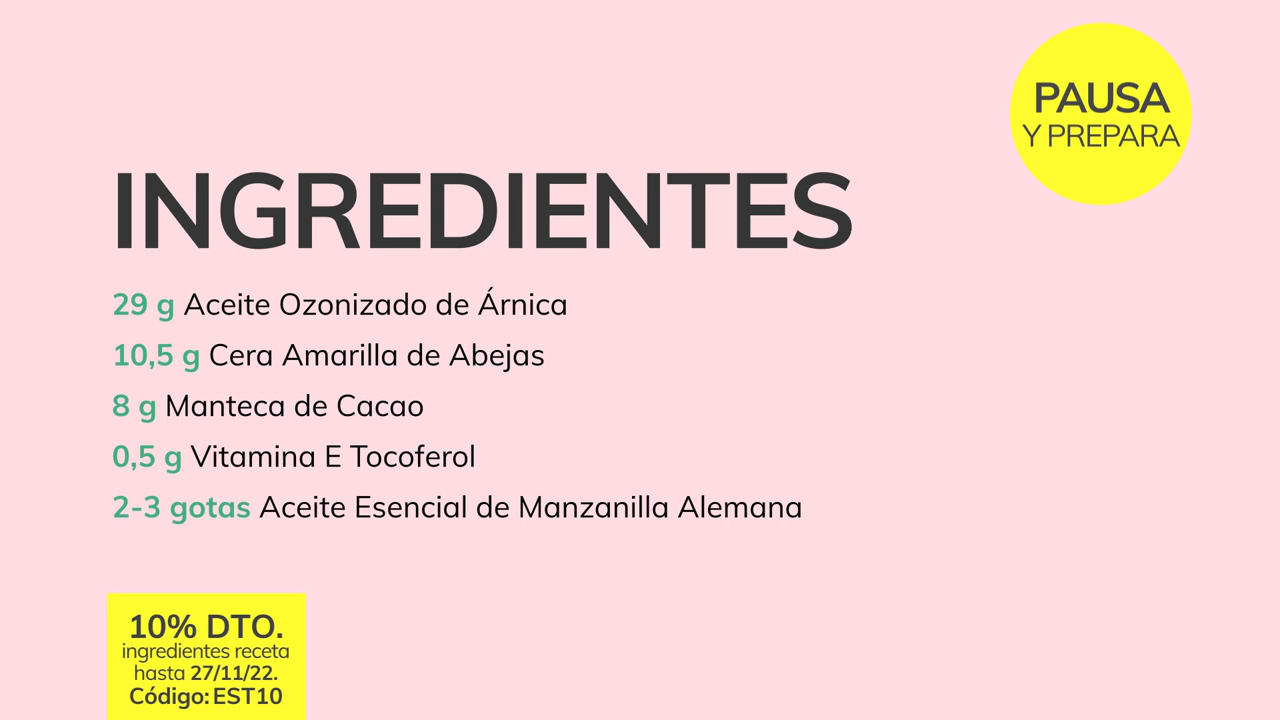 PAUSA
Y PREPARA
INGREDIENTES
29 g Aceite Ozonizado de Árnica
10,5 g Cera Amarilla de Abejas
8 g Manteca de Cacao
0,5 g Vitamina E Tocoferol
2-3 gotas Aceite Esencial de Manzanilla Alemana
10% DTO.
ingredientes receta
hasta 27/11/22.
Código: EST10